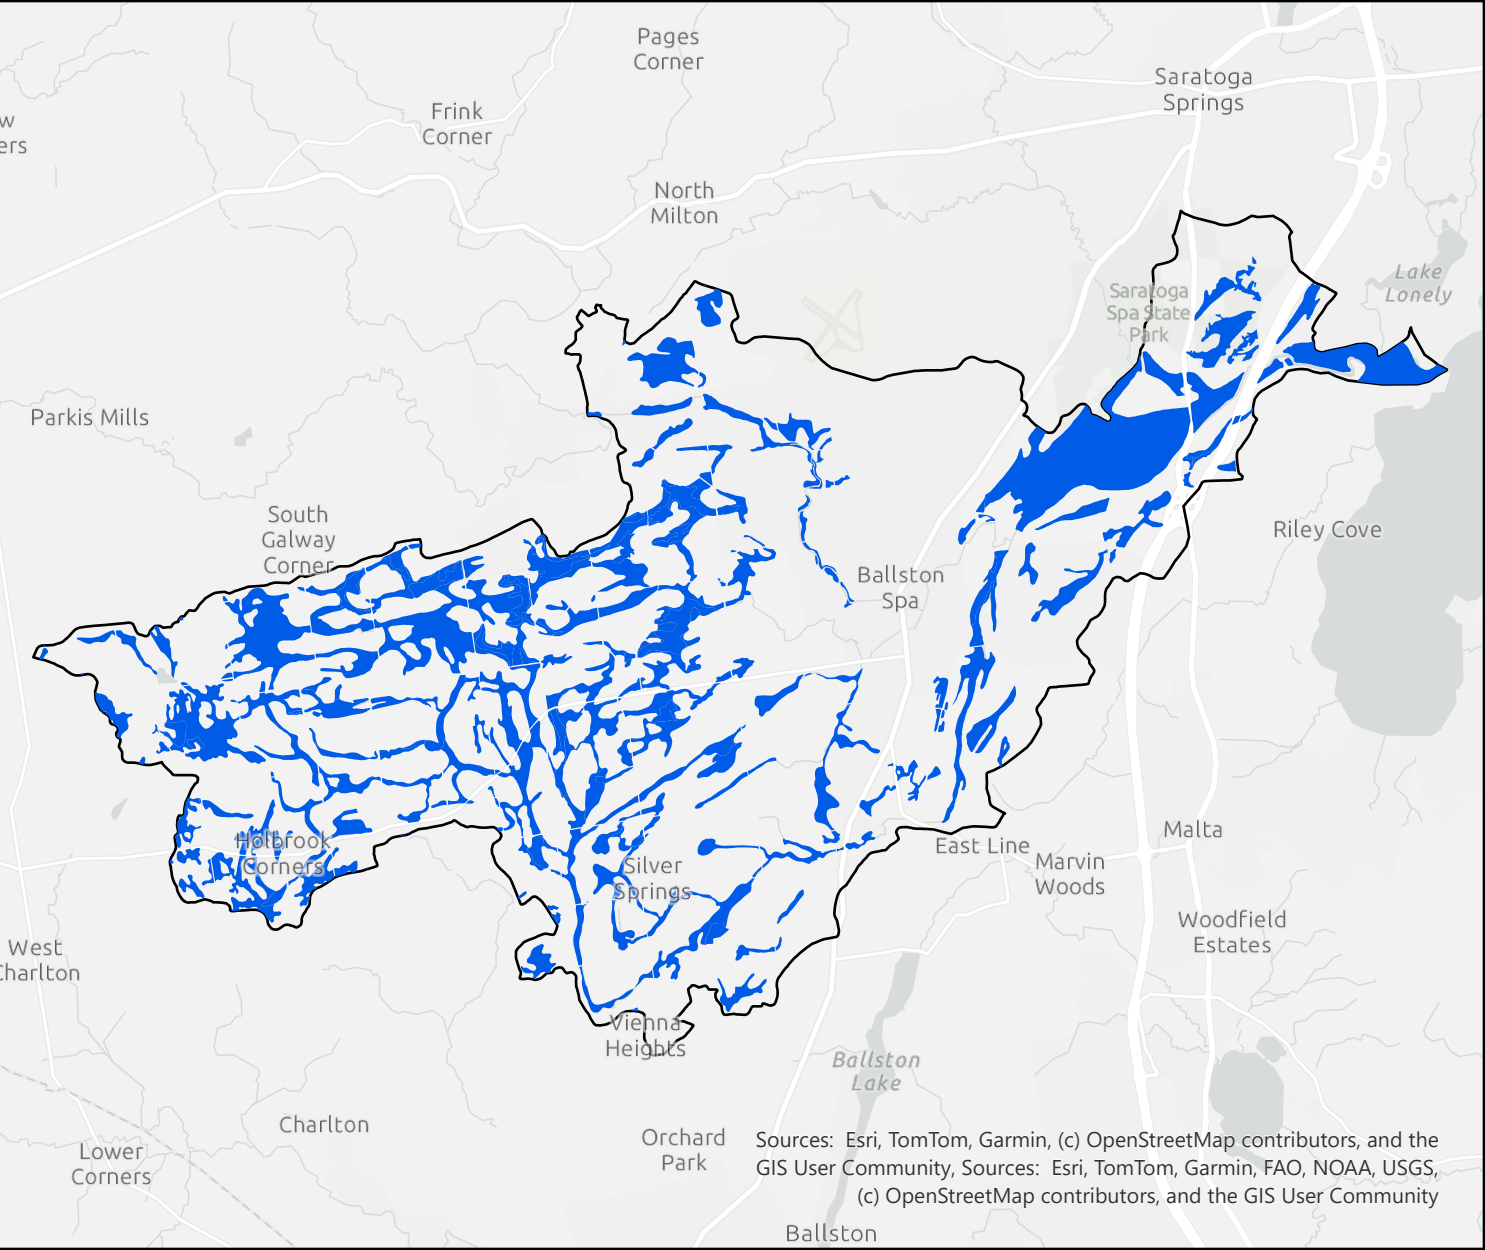 Pages
Corner
Saratoga
Springs
Frink
Corner
w
ers
North
Milton
Lake
Lonely
Saratoga
Spa State
Park
Parkis Mills
South
Galway
Corner
Riley Cove
Ballston
Spa
Holbrook
Corners
Silver
Springs
East Line
Malta
Marvin
Woods
Woodfield
Estates
West
Charlton
Vienna
Heights
Ballston
Lake
Charlton
Lower
Corners
Orchard
Park
Sources: Esri, TomTom, Garmin, (c) OpenStreetMap contributors, and the
GIS User Community, Sources: Esri, TomTom, Garmin, FAO, NOAA, USGS,
(c) OpenStreetMap contributors, and the GIS User Community
Ballston